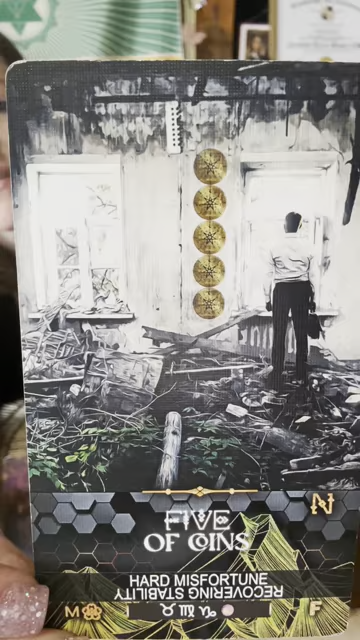 FIVE
OF COINS
HARD MISFORTUNE
RECOVERING STABILITY
M F